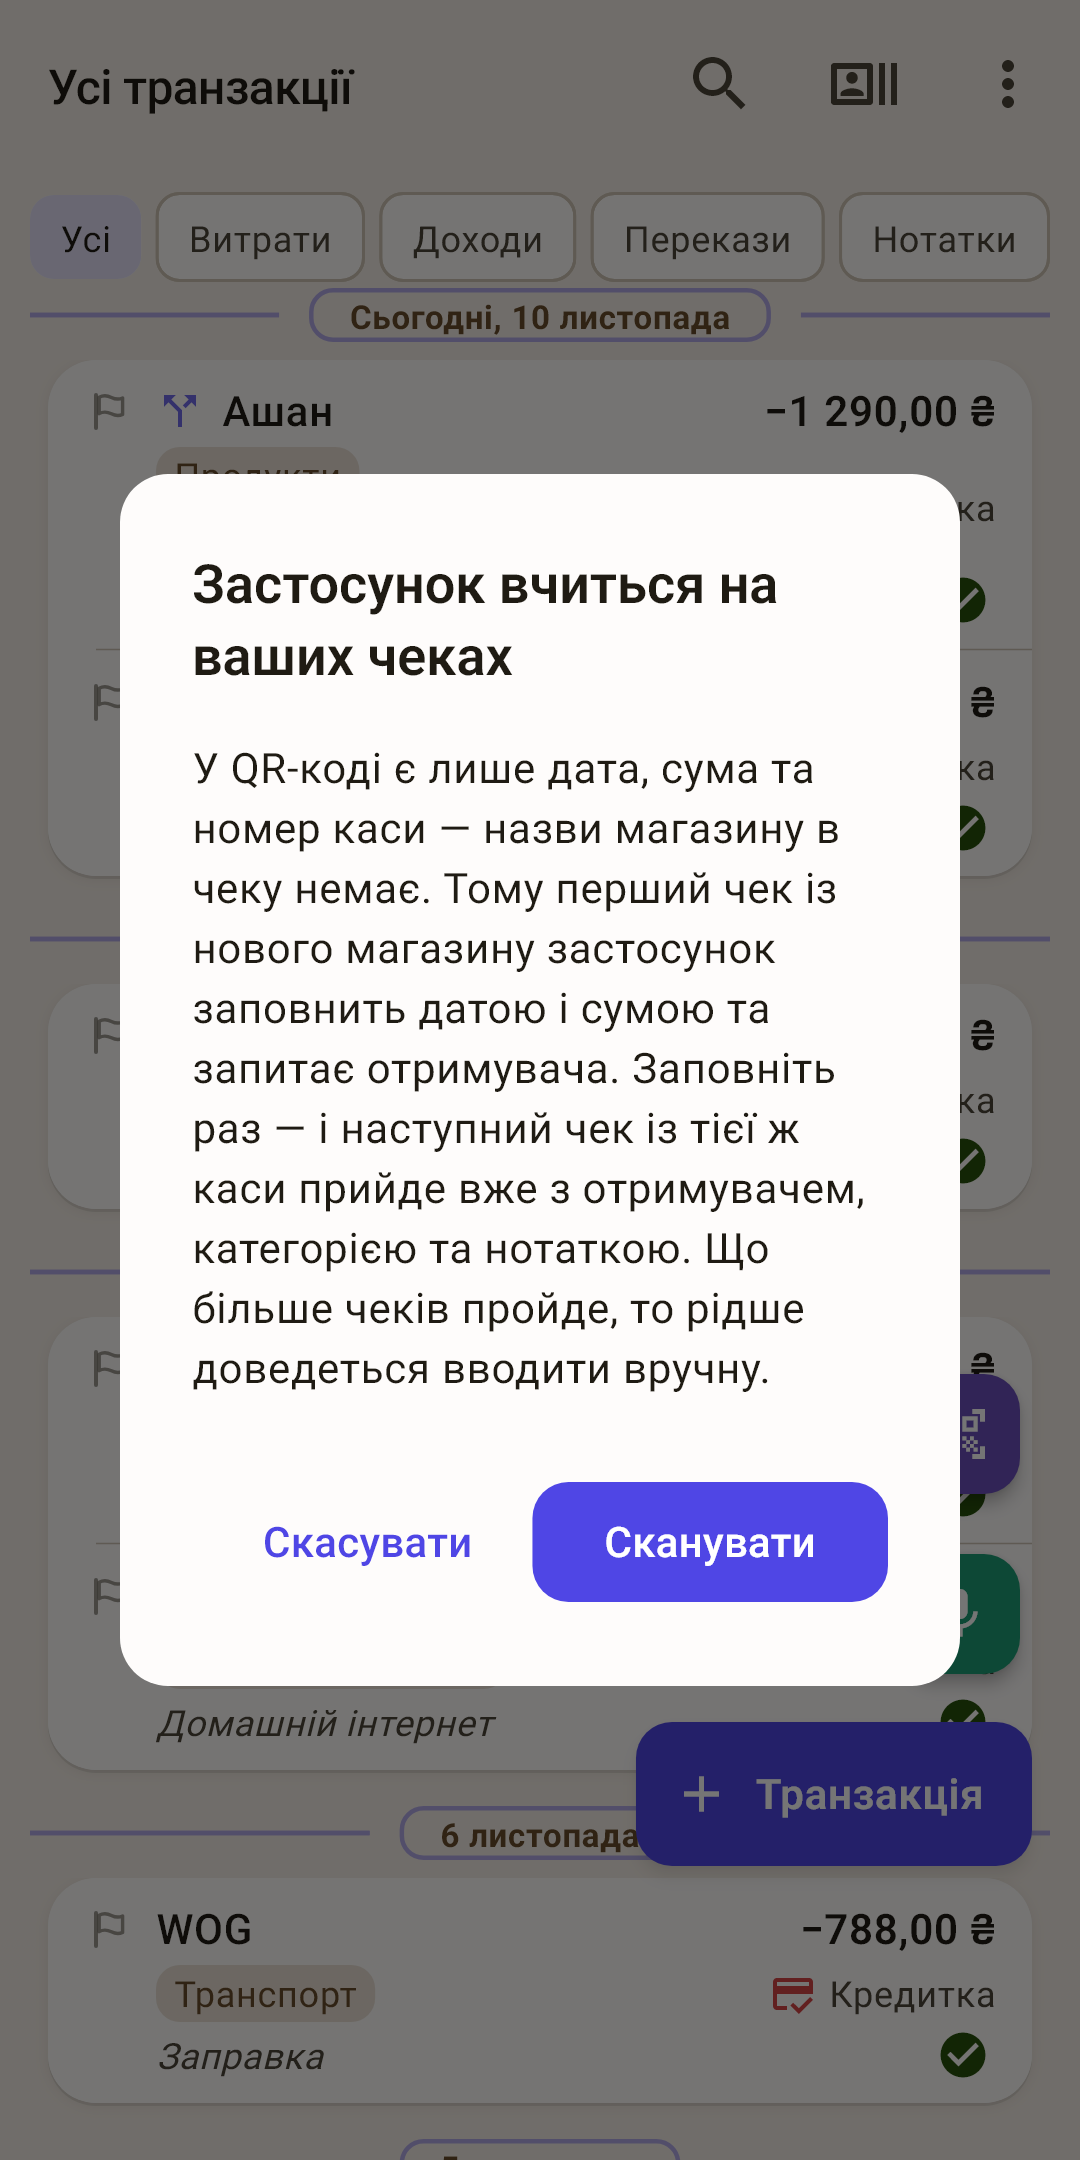 Усі транзакції
Усі
Витрати
Доходи
Перекази
Нотатки
Сьогодні, 10 листопада
Ашан
−1 290,00 ₴
Продукти
ка
Застосунок вчиться на
ваших чеках
₴
ка
У QR-коді є лише дата, сума та
номер каси — назви магазину в
чеку немає. Тому перший чек із
нового магазину застосунок
заповнить датою і сумою та
запитає отримувача. Заповніть
раз — і наступний чек із тієї ж
каси прийде вже з отримувачем,
категорією та нотаткою. Що
більше чеків пройде, то рідше
доведеться вводити вручну.
₴
ка
₴
Скасувати
Сканувати
Домашній інтернет
Транзакція
6 листопада
WOG
−788,00 ₴
Транспорт
Кредитка
Заправка